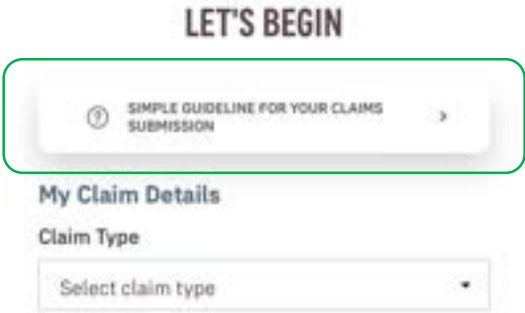 LET'S BEGIN
SIMPLE GUIDELINE FOR YOUR CLAIMS
SUBMISSION
My Claim Details
Claim Type
Select claim type